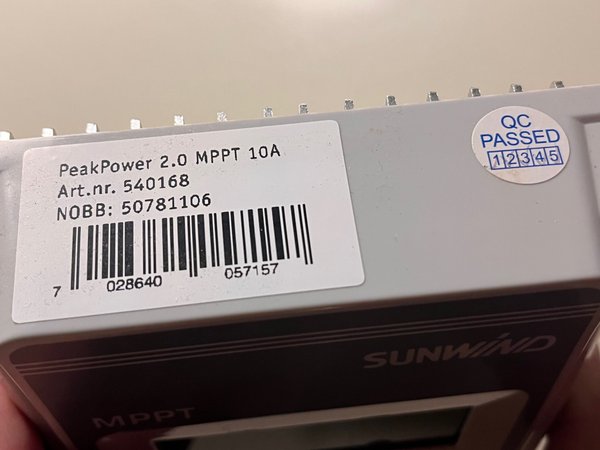 PeakPower 2.0 MPPT 10A
Art.nr. 540168
NOBB: 50781106
7 028640 057157
QC
PASSED
12345
SUNWIND
MPPT